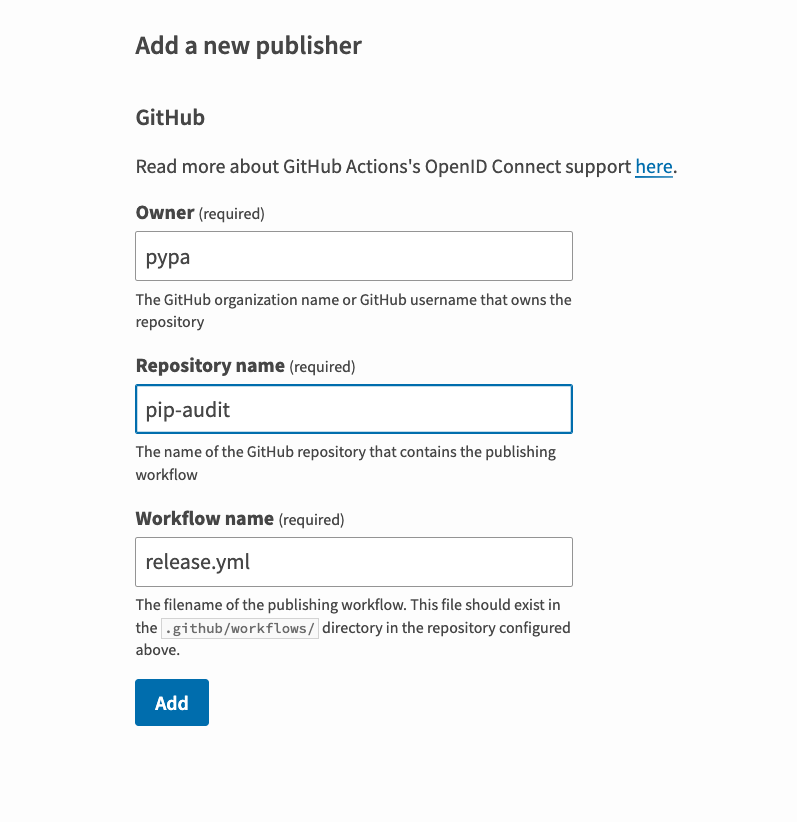 Add a new publisher
GitHub
Read more about GitHub Actions's OpenID Connect support here.
Owner (required)
pypa
The GitHub organization name or GitHub username that owns the
repository
Repository name (required)
pip-audit
The name of the GitHub repository that contains the publishing
workflow
Workflow name (required)
release.yml
The filename of the publishing workflow. This file should exist in
the .github/workflows/ directory in the repository configured
above.
Add